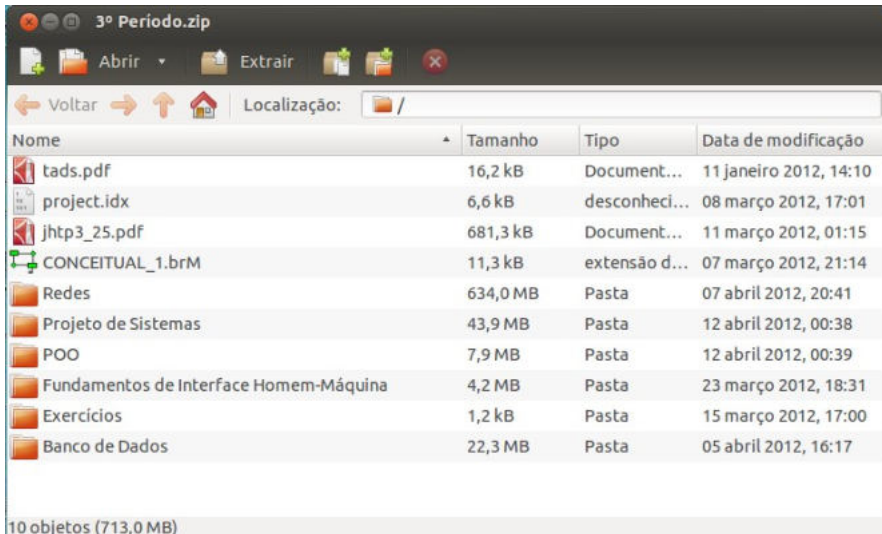 3º Período.zip
Abrir Extrair
Voltar Localização: /
Nome Tamanho Tipo Data de modificação
tads.pdf 16,2 kB Document... 11 janeiro 2012, 14:10
project.idx 6,6 kB desconheci... 08 março 2012, 17:01
jhtp3_25.pdf 681,3 kB Document... 11 março 2012, 01:15
CONCEITUAL_1.brM 11,3 kB extensão d... 07 março 2012, 21:14
Redes 634,0 MB Pasta 07 abril 2012, 20:41
Projeto de Sistemas 43,9 MB Pasta 12 abril 2012, 00:38
POO 7,9 MB Pasta 12 abril 2012, 00:39
Fundamentos de Interface Homem-Máquina 4,2 MB Pasta 23 março 2012, 18:31
Exercícios 1,2 kB Pasta 15 março 2012, 17:00
Banco de Dados 22,3 MB Pasta 05 abril 2012, 16:17
10 objetos (713,0 MB)